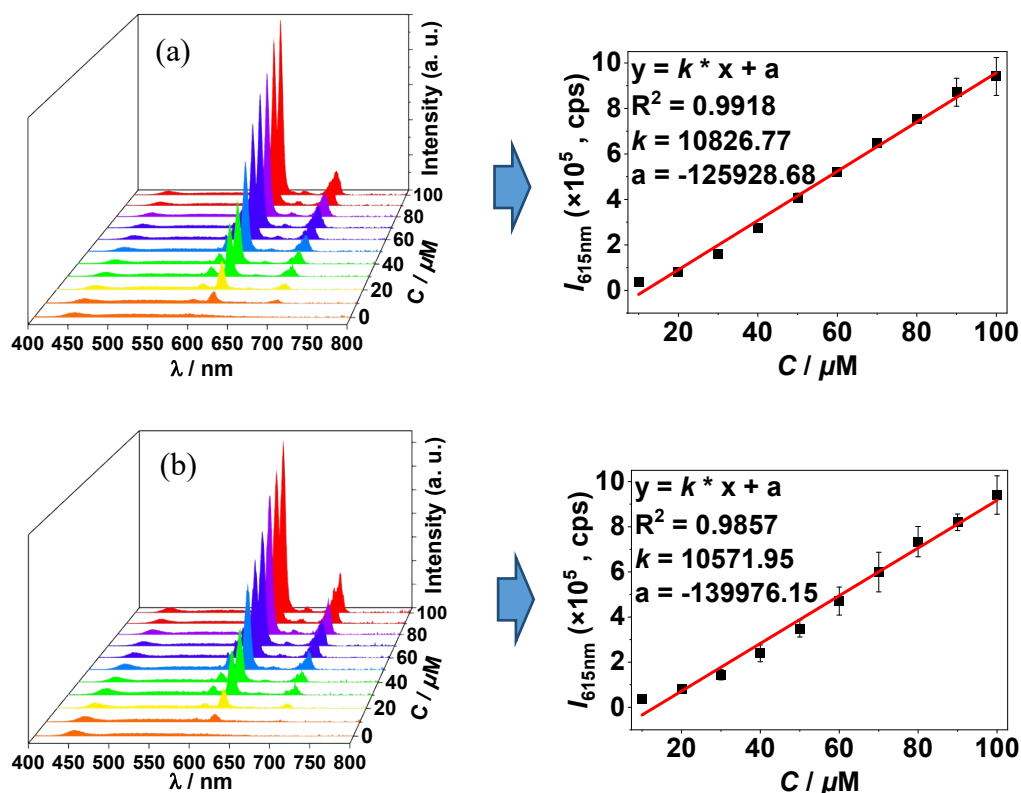 (a)
Intensity (a. u.)
100
80
60
40
20
0
C / μM
400 450 500 550 600 650 700 750 800
λ / nm
y = k * x + a
R² = 0.9918
k = 10826.77
a = -125928.68
I615nm (×10⁵ , cps)
10
8
6
4
2
0
20 40 60 80 100
C / μM
(b)
Intensity (a. u.)
100
80
60
40
20
0
C / μM
400 450 500 550 600 650 700 750 800
λ / nm
y = k * x + a
R² = 0.9857
k = 10571.95
a = -139976.15
I615nm (×10⁵ , cps)
10
8
6
4
2
0
20 40 60 80 100
C / μM